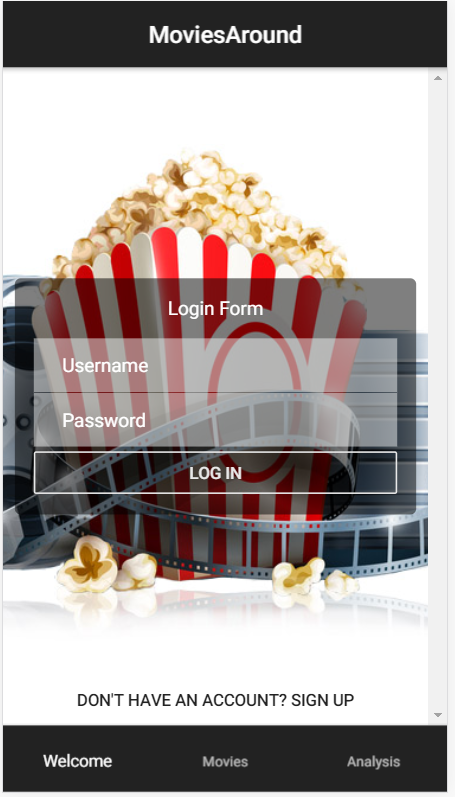 MoviesAround
Login Form
Username
Password
LOG IN
DON'T HAVE AN ACCOUNT? SIGN UP
Welcome Movies Analysis